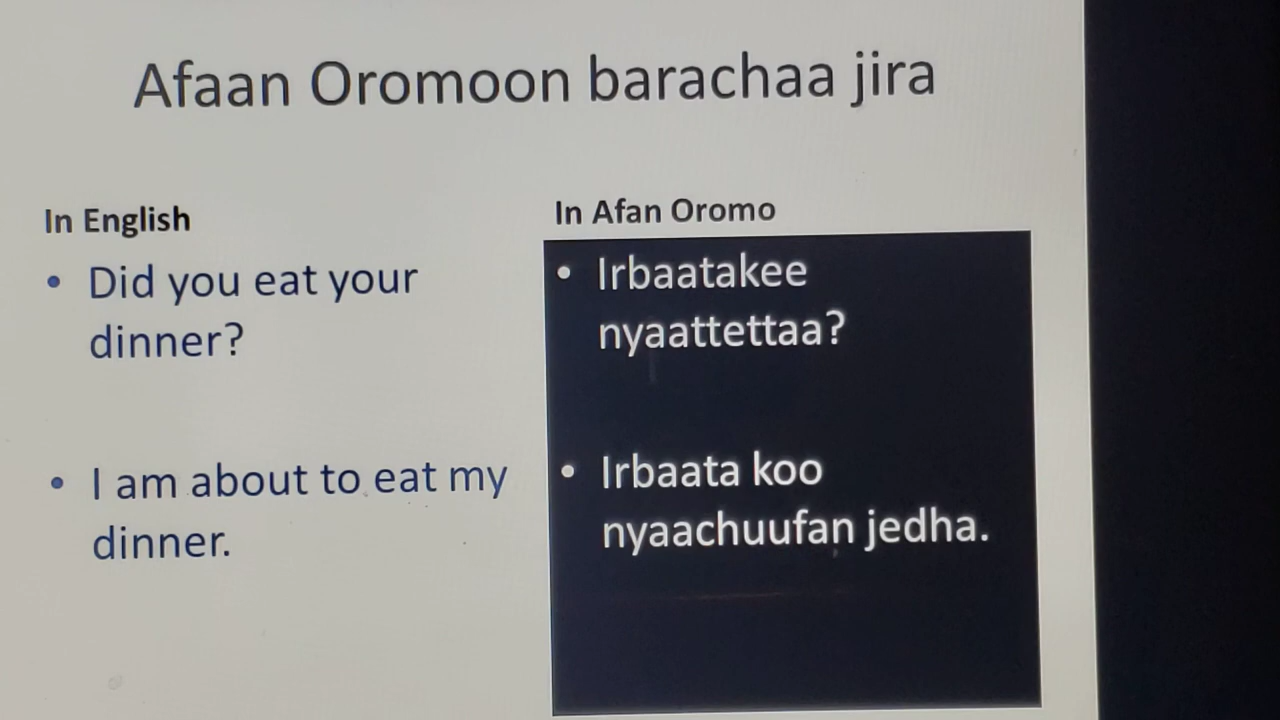 Afaan Oromoon barachaa jira
In English
• Did you eat your
dinner?
• I am about to eat my
dinner.
In Afan Oromo
• Irbaatakee
nyaattettaa?
• Irbaata koo
nyaachuufan jedha.